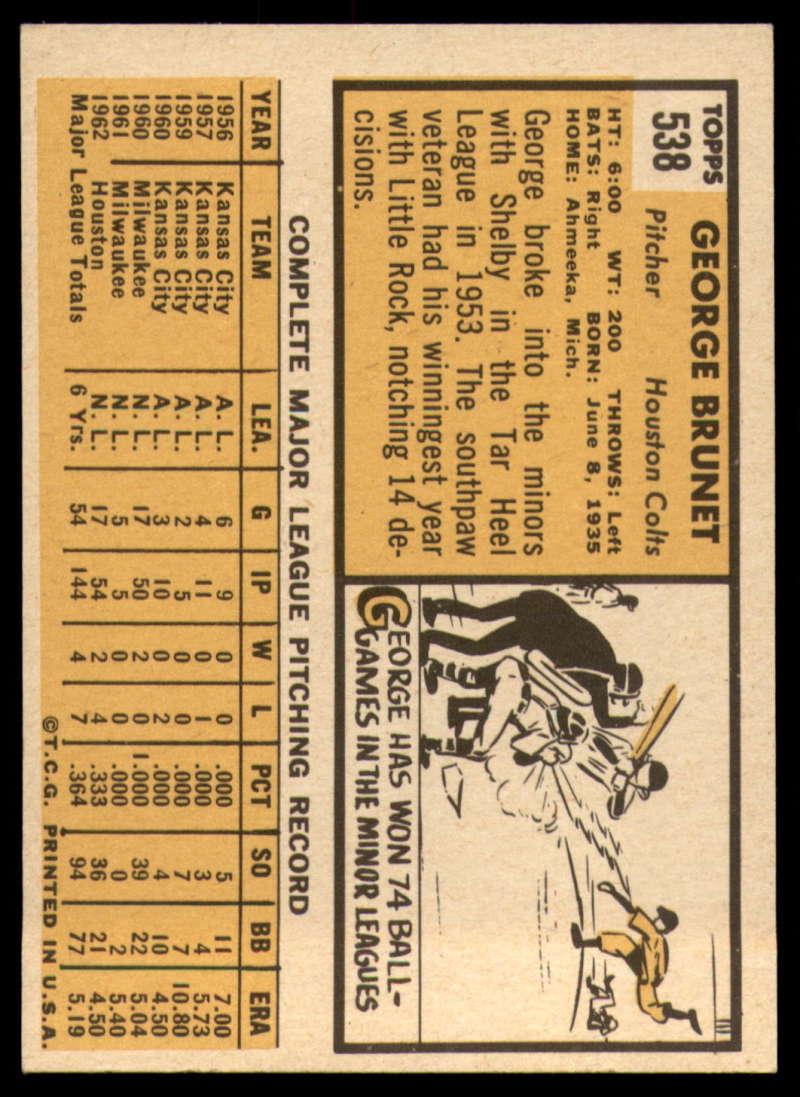 TOPPS
538
GEORGE BRUNET
Pitcher Houston Colts
HT: 6:00 WT: 200 THROWS: Left
BATS: Right BORN: June 8, 1935
HOME: Ahmeeka, Mich.
George broke into the minors
with Shelby in the Tar Heel
League in 1953. The southpaw
veteran had his winningest year
with Little Rock, notching 14 de-
cisions.
GEORGE HAS WON 74 BALL-
GAMES IN THE MINOR LEAGUES
COMPLETE MAJOR LEAGUE PITCHING RECORD
YEAR TEAM LEA. G IP W L PCT SO BB ERA
1956 Kansas City A. L. 6 9 0 0 .000 5 11 7.00
1957 Kansas City A. L. 4 11 0 1 .000 3 4 5.73
1959 Kansas City A. L. 2 5 0 0 .000 7 7 10.80
1960 Kansas City A. L. 3 10 0 2 .000 4 10 4.50
1960 Milwaukee N. L. 17 50 2 0 1.000 39 22 5.04
1961 Milwaukee N. L. 5 5 0 0 .000 0 2 5.40
1962 Houston N. L. 17 54 2 4 .333 36 21 4.50
Major League Totals 6 Yrs. 54 144 4 7 .364 94 77 5.19
©T.C.G. PRINTED IN U.S.A.